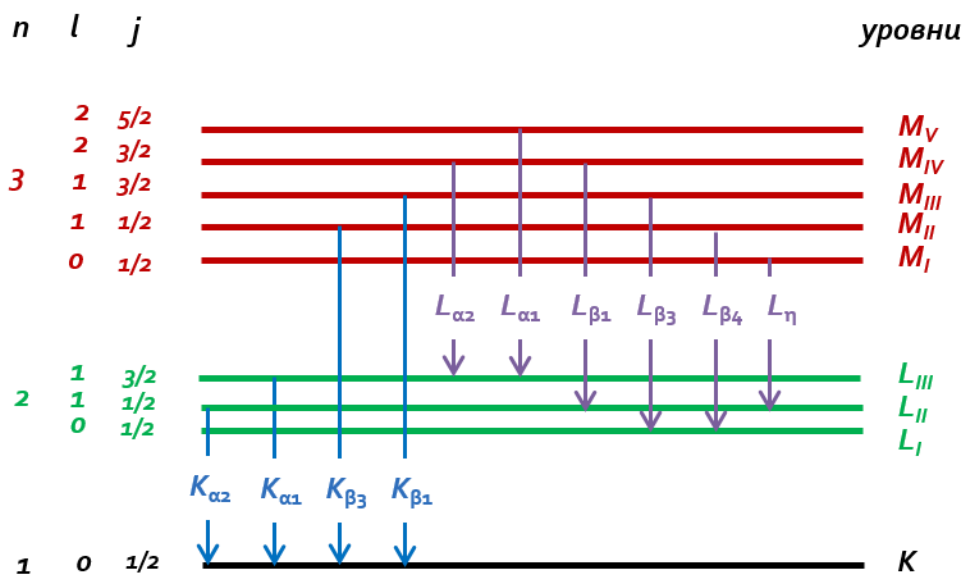 n l j уровни
2 5/2 M_V
2 3/2 M_IV
3 1 3/2 M_III
1 1/2 M_II
0 1/2 M_I
L_α2 L_α1 L_β1 L_β3 L_β4 L_η
1 3/2 L_III
2 1 1/2 L_II
0 1/2 L_I
K_α2 K_α1 K_β3 K_β1
1 0 1/2 K